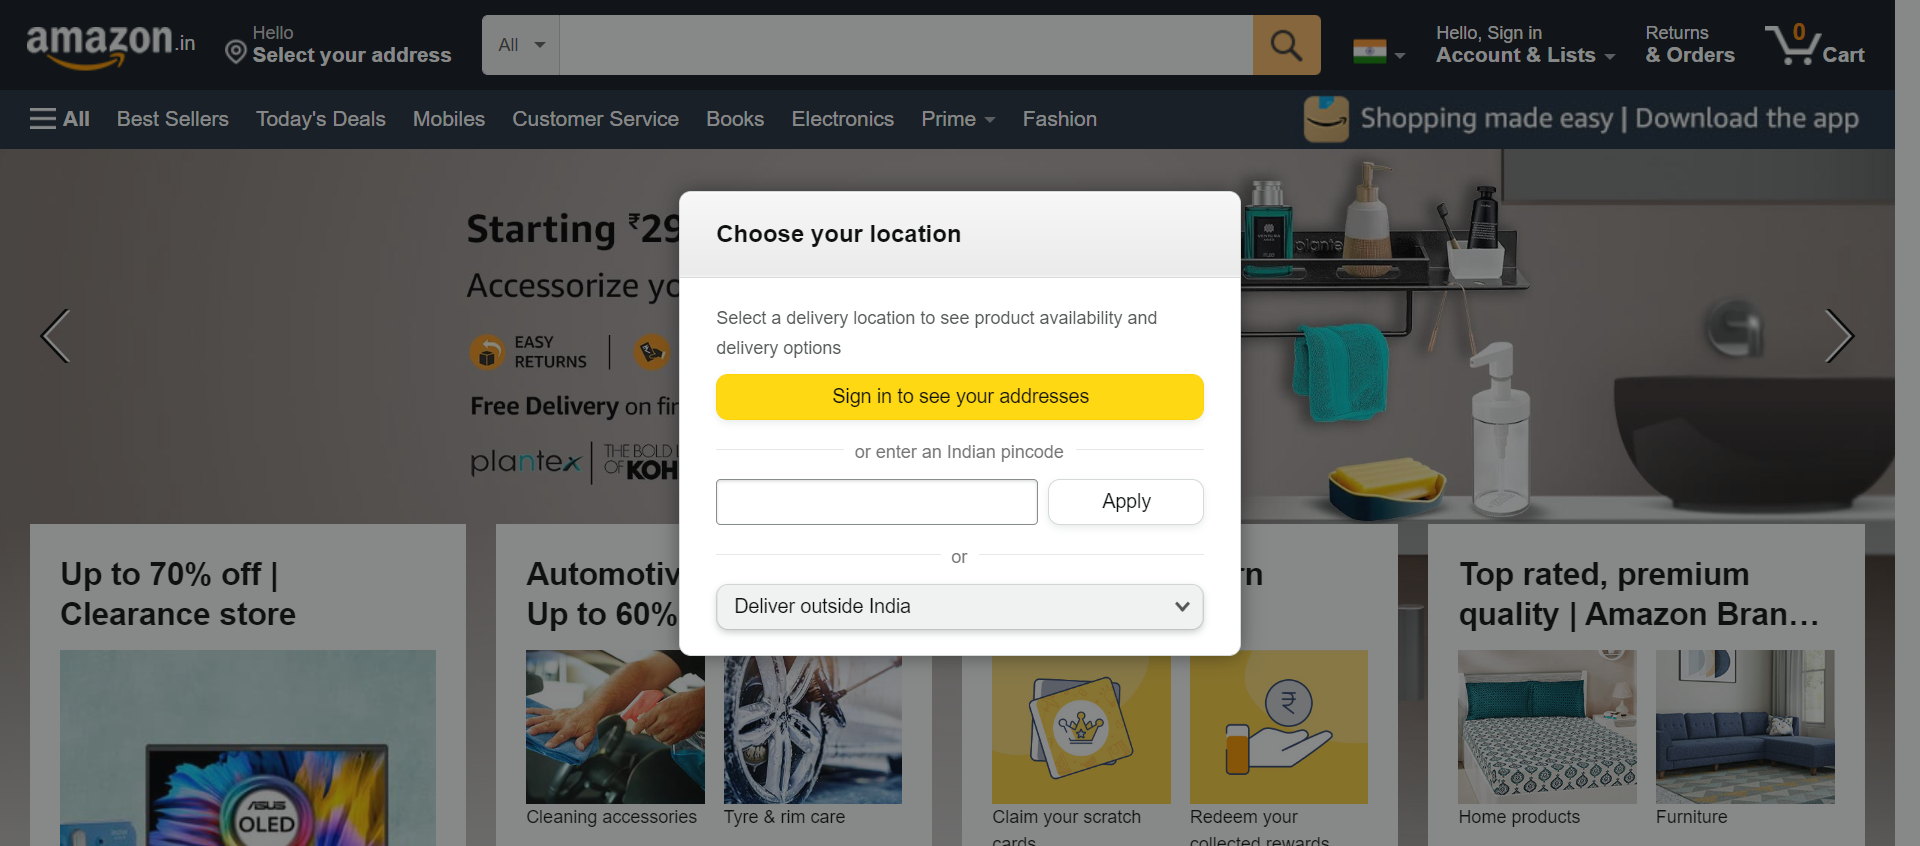 amazon.in
Hello
Select your address
All
Hello, Sign in
Account & Lists
Returns
& Orders
0
Cart
All
Best Sellers
Today's Deals
Mobiles
Customer Service
Books
Electronics
Prime
Fashion
Shopping made easy | Download the app
Starting ₹29
Accessorize yo
EASY
RETURNS
Free Delivery on fir
plantex
THE BOLD
OF KOH
plante
Choose your location
Select a delivery location to see product availability and
delivery options
Sign in to see your addresses
or enter an Indian pincode
Apply
or
Deliver outside India
Up to 70% off |
Clearance store
ASUS
OLED
Automotiv
Up to 60%
Cleaning accessories
Tyre & rim care
rn
₹
Claim your scratch
cards
Redeem your
collected rewards
Top rated, premium
quality | Amazon Bran…
Home products
Furniture